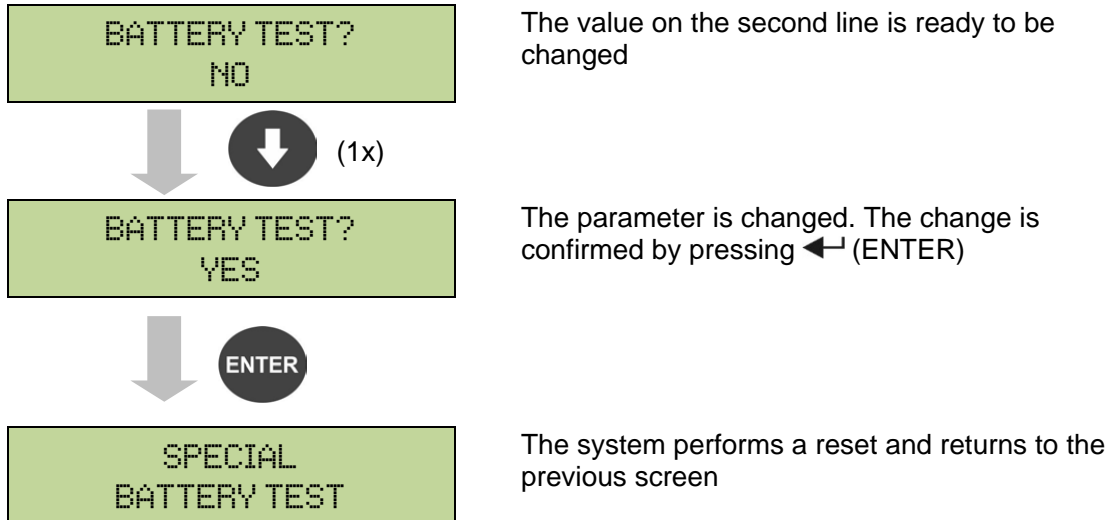 BATTERY TEST?
NO
The value on the second line is ready to be
changed
(1x)
BATTERY TEST?
YES
The parameter is changed. The change is
confirmed by pressing (ENTER)
ENTER
SPECIAL
BATTERY TEST
The system performs a reset and returns to the
previous screen